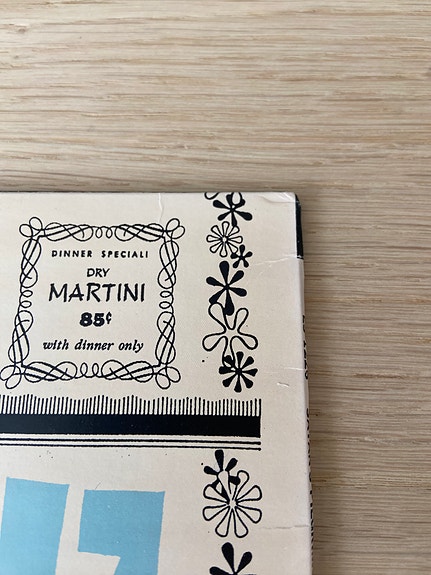 DINNER SPECIAL!
DRY
MARTINI
85¢
with dinner only